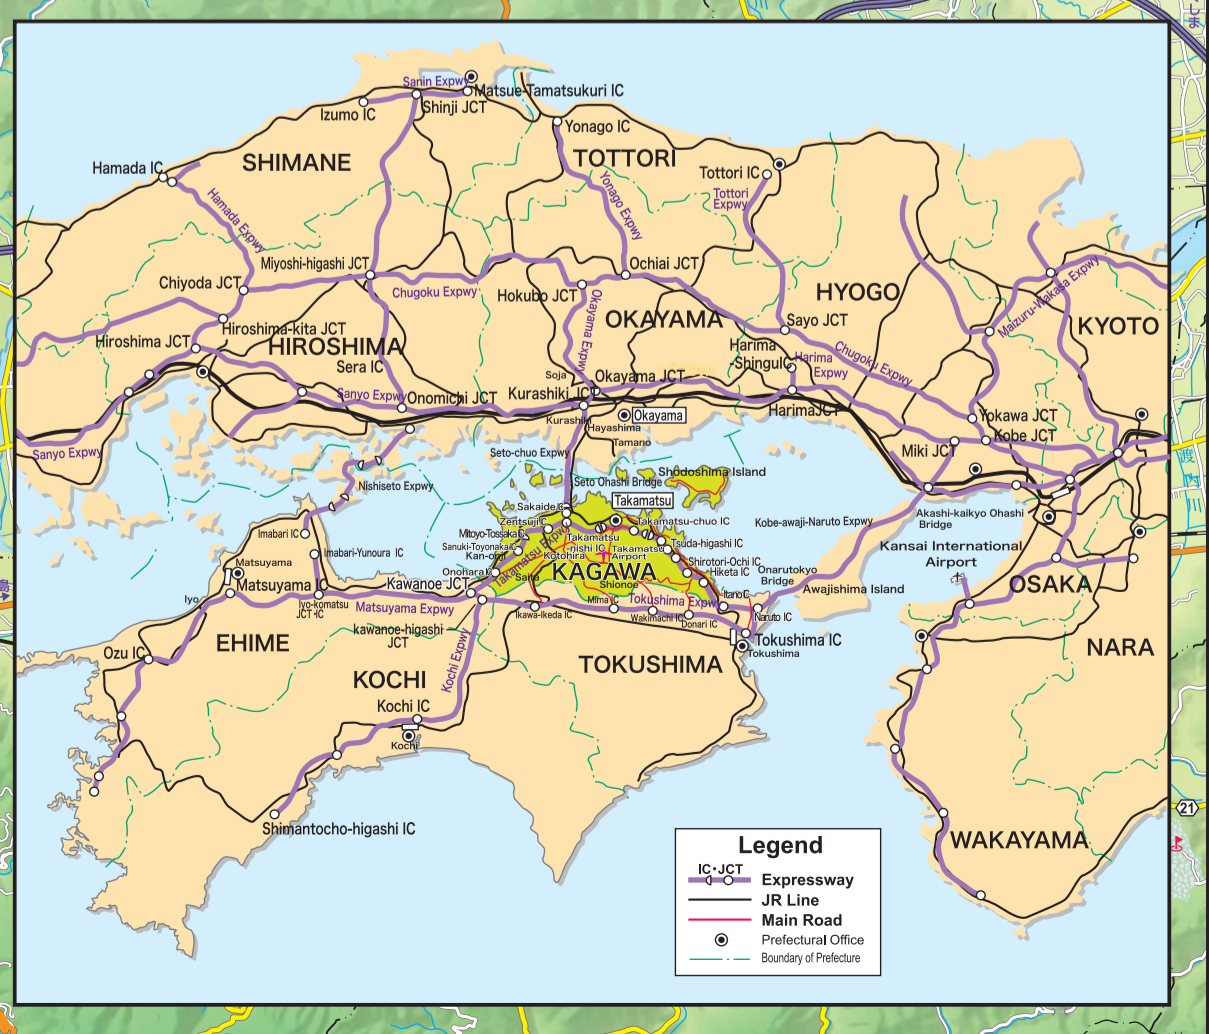 Sanin Expwy
Matsue-Tamatsukuri IC
Izumo IC
Shinji JCT
Yonago IC
SHIMANE
TOTTORI
Hamada IC
Tottori IC
Tottori
Expwy
Hamada Expwy
Yonago Expwy
Miyoshi-higashi JCT
Ochiai JCT
Chiyoda JCT
Chugoku Expwy
Hokubo JCT
Okayama Expwy
HYOGO
Maizuru-Wakasa Expwy
KYOTO
Hiroshima-kita JCT
OKAYAMA
Sayo JCT
Hiroshima JCT
HIROSHIMA
Harima
-ShinguIC
Harima
Expwy
Chugoku Expwy
Sera IC
Soja
Okayama JCT
Sanyo Expwy
Onomichi JCT
Kurashiki JCT
HarimaJCT
Yokawa JCT
Kurashiki
Hayashima
Okayama
Kobe JCT
Tamano
Miki JCT
Sanyo Expwy
Seto-chuo Expwy
Nishiseto Expwy
Seto Ohashi Bridge
Shodoshima Island
Takamatsu
Sakaide IC
Akashi-kaikyo Ohashi
Bridge
Zentsuji IC
Takamatsu-chuo IC
Kobe-awaji-Naruto Expwy
Imabari IC
Mitoyo-Tossaka IC
Takamatsu
-nishi IC
Tsuda-higashi IC
Kansai International
Airport
Imabari-Yunoura IC
Sanuki-Toyonaka IC
Kan-onji
Kotohira
Takamatsu
Airport
Shirotori-Ochi IC
Matsuyama
Onohara IC
Takamatsu Expwy
KAGAWA
Hiketa IC
Onarutokyo
Bridge
Saita
Shionoe
OSAKA
Matsuyama IC
Kawanoe JCT
Awajishima Island
Iyo
Iyo-komatsu
JCT·IC
Matsuyama Expwy
Mima IC
Tokushima Expwy
Itano IC
Ikawa-Ikeda IC
Wakimachi IC
Donari IC
Naruto IC
kawanoe-higashi
JCT
Tokushima IC
Tokushima
EHIME
Ozu IC
Kochi Expwy
TOKUSHIMA
NARA
KOCHI
Kochi IC
Kochi
Shimantocho-higashi IC
WAKAYAMA
21
Legend
IC・JCT
Expressway
JR Line
Main Road
Prefectural Office
Boundary of Prefecture